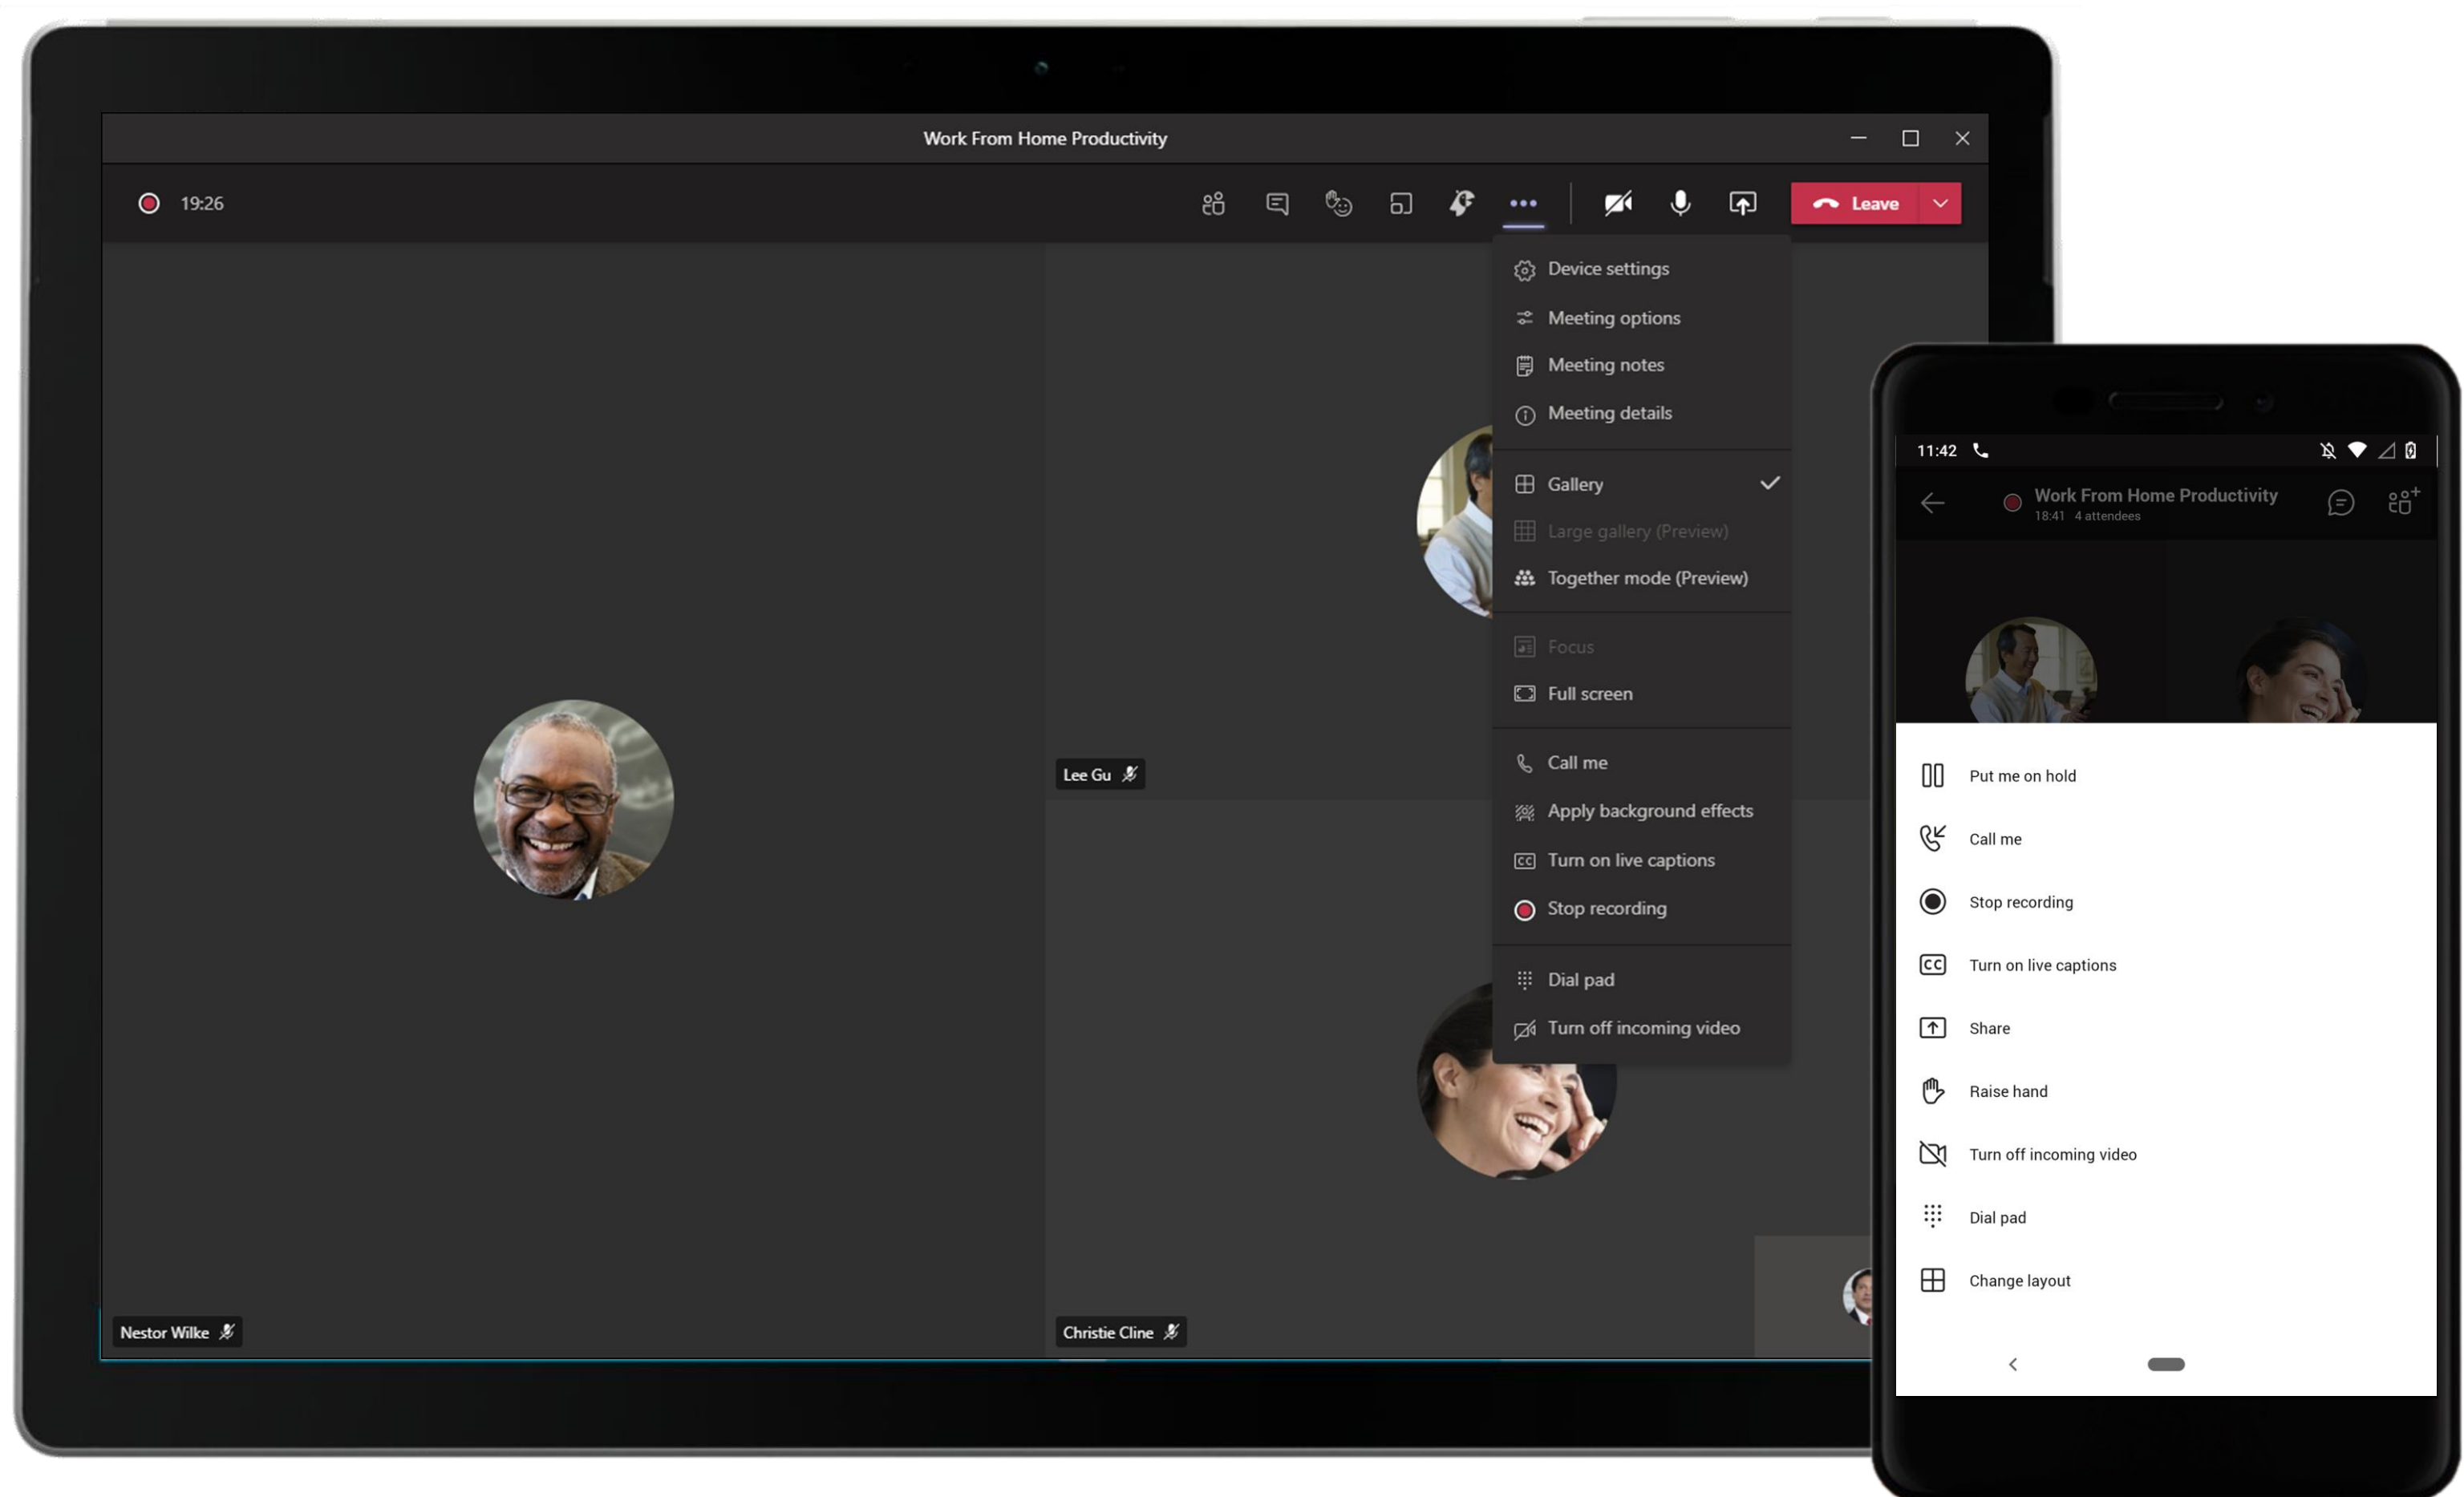 Work From Home Productivity
19:26
Leave
Device settings
Meeting options
Meeting notes
Meeting details
Gallery
Large gallery (Preview)
Together mode (Preview)
Focus
Full screen
Call me
Apply background effects
CC Turn on live captions
Stop recording
Dial pad
Turn off incoming video
Lee Gu
Nestor Wilke
Christie Cline
11:42
Work From Home Productivity
18:41 4 attendees
Put me on hold
Call me
Stop recording
CC Turn on live captions
Share
Raise hand
Turn off incoming video
Dial pad
Change layout